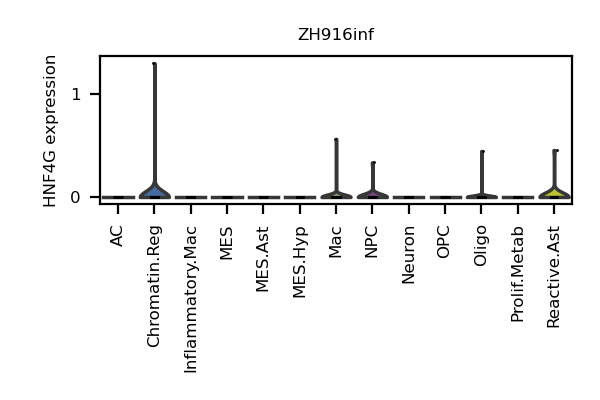 ZH916inf
HNF4G expression
1
0
AC
Chromatin.Reg
Inflammatory.Mac
MES
MES.Ast
MES.Hyp
Mac
NPC
Neuron
OPC
Oligo
Prolif.Metab
Reactive.Ast